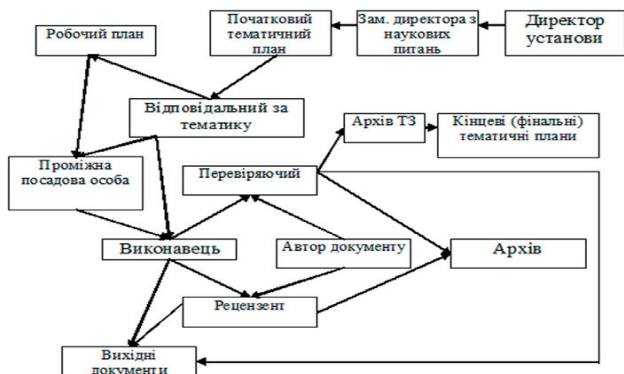 Робочий план
Початковий
тематичний
план
Зам. директора з
наукових
питань
Директор
установи
Відповідальний за
тематику
Архів ТЗ
Кінцеві (фінальні)
тематичні плани
Проміжна
посадова особа
Перевіряючий
Виконавець
Автор документу
Архів
Рецензент
Вихідні
документи